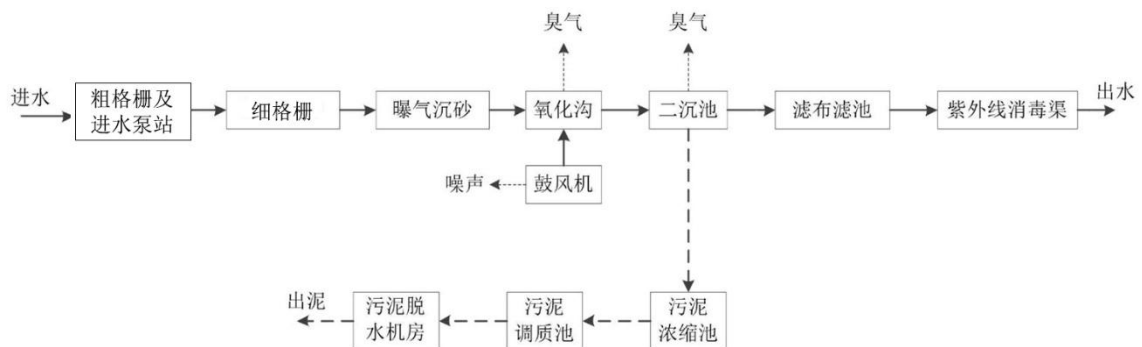 臭气
臭气
进水
粗格栅及
进水泵站
细格栅
曝气沉砂
氧化沟
二沉池
滤布滤池
紫外线消毒渠
出水
噪声
鼓风机
出泥
污泥脱
水机房
污泥
调质池
污泥
浓缩池